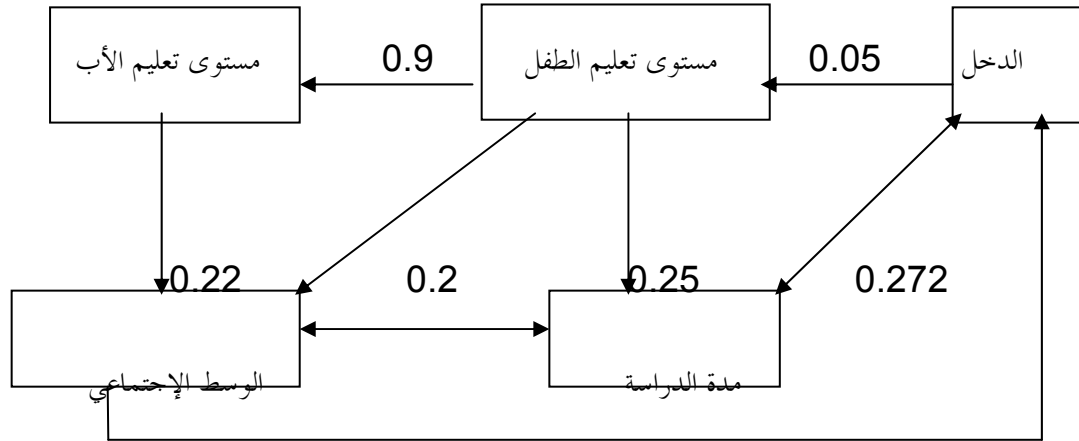 الدخل
0.05
مستوى تعليم الطفل
0.9
مستوى تعليم الأب
0.272
0.25
0.2
0.22
مدة الدراسة
الوسط الإجتماعي